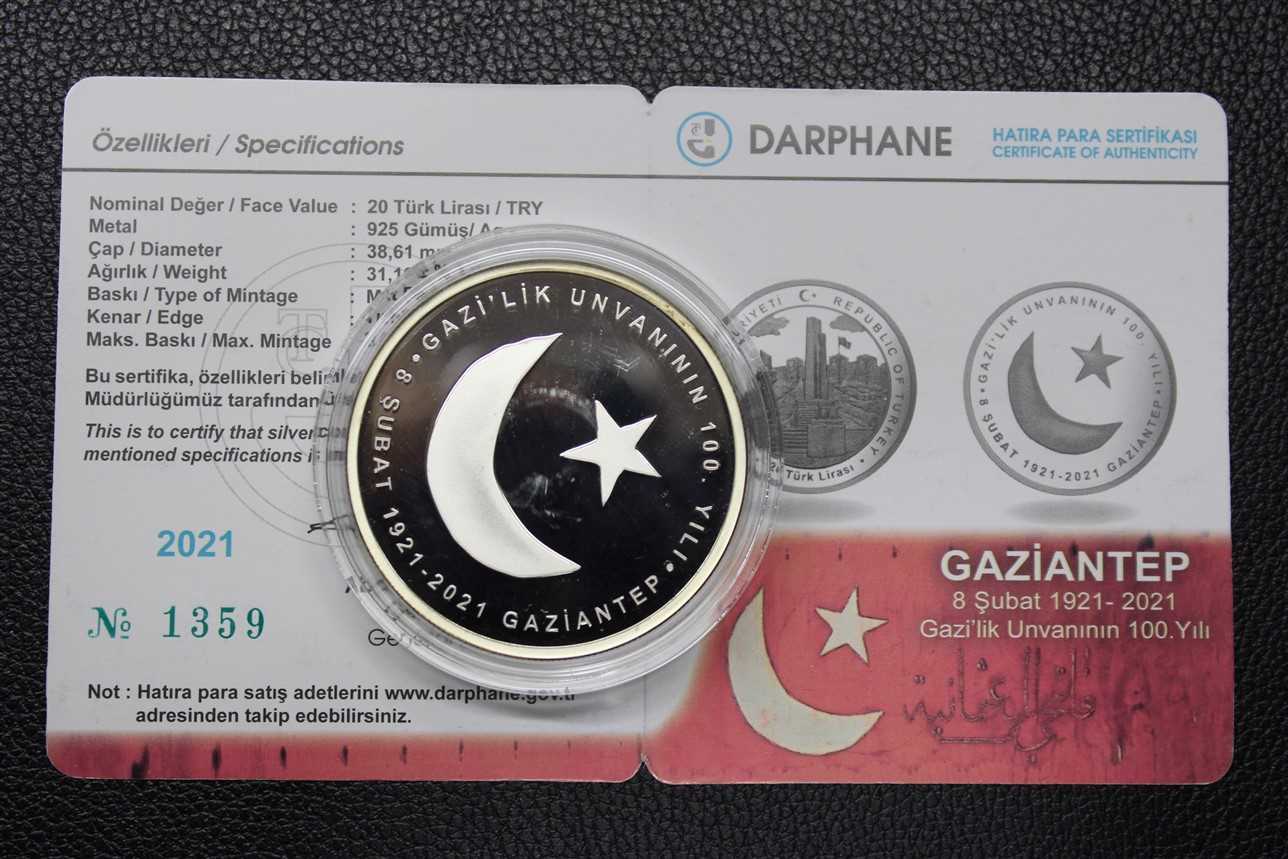 Özellikleri / Specifications
Nominal Değer / Face Value : 20 Türk Lirası / TRY
Metal : 925 Gümüş/
Çap / Diameter : 38,61
Ağırlık / Weight :
Baskı / Type of Mintage :
Kenar / Edge :
Maks. Baskı / Max. Mintage
Bu sertifika, özellikleri
Müdürlüğümüz tarafından
This is to certify that silver
mentioned specifications
2021
№ 1359
Not : Hatıra para satış adetlerini www.darphane.gov.tr
adresinden takip edebilirsiniz.
• GAZİ'LİK UNVANININ 100. YILI •
8 ŞUBAT 1921-2021 GAZİANTEP
DARPHANE
HATIRA PARA SERTİFİKASI
CERTIFICATE OF AUTHENTICITY
REPUBLIC OF TURKEY
20 Türk Lirası •
• GAZİ'LİK UNVANININ 100. YILI •
8 ŞUBAT 1921-2021 GAZİANTEP
GAZİANTEP
8 Şubat 1921- 2021
Gazi'lik Unvanının 100.Yılı